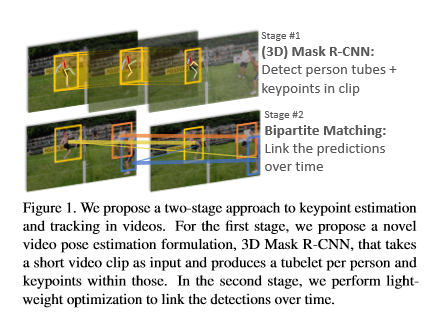 Stage #1
(3D) Mask R-CNN:
Detect person tubes +
keypoints in clip
Stage #2
Bipartite Matching:
Link the predictions
over time
Figure 1. We propose a two-stage approach to keypoint estimation
and tracking in videos. For the first stage, we propose a novel
video pose estimation formulation, 3D Mask R-CNN, that takes
a short video clip as input and produces a tubelet per person and
keypoints within those. In the second stage, we perform light-
weight optimization to link the detections over time.